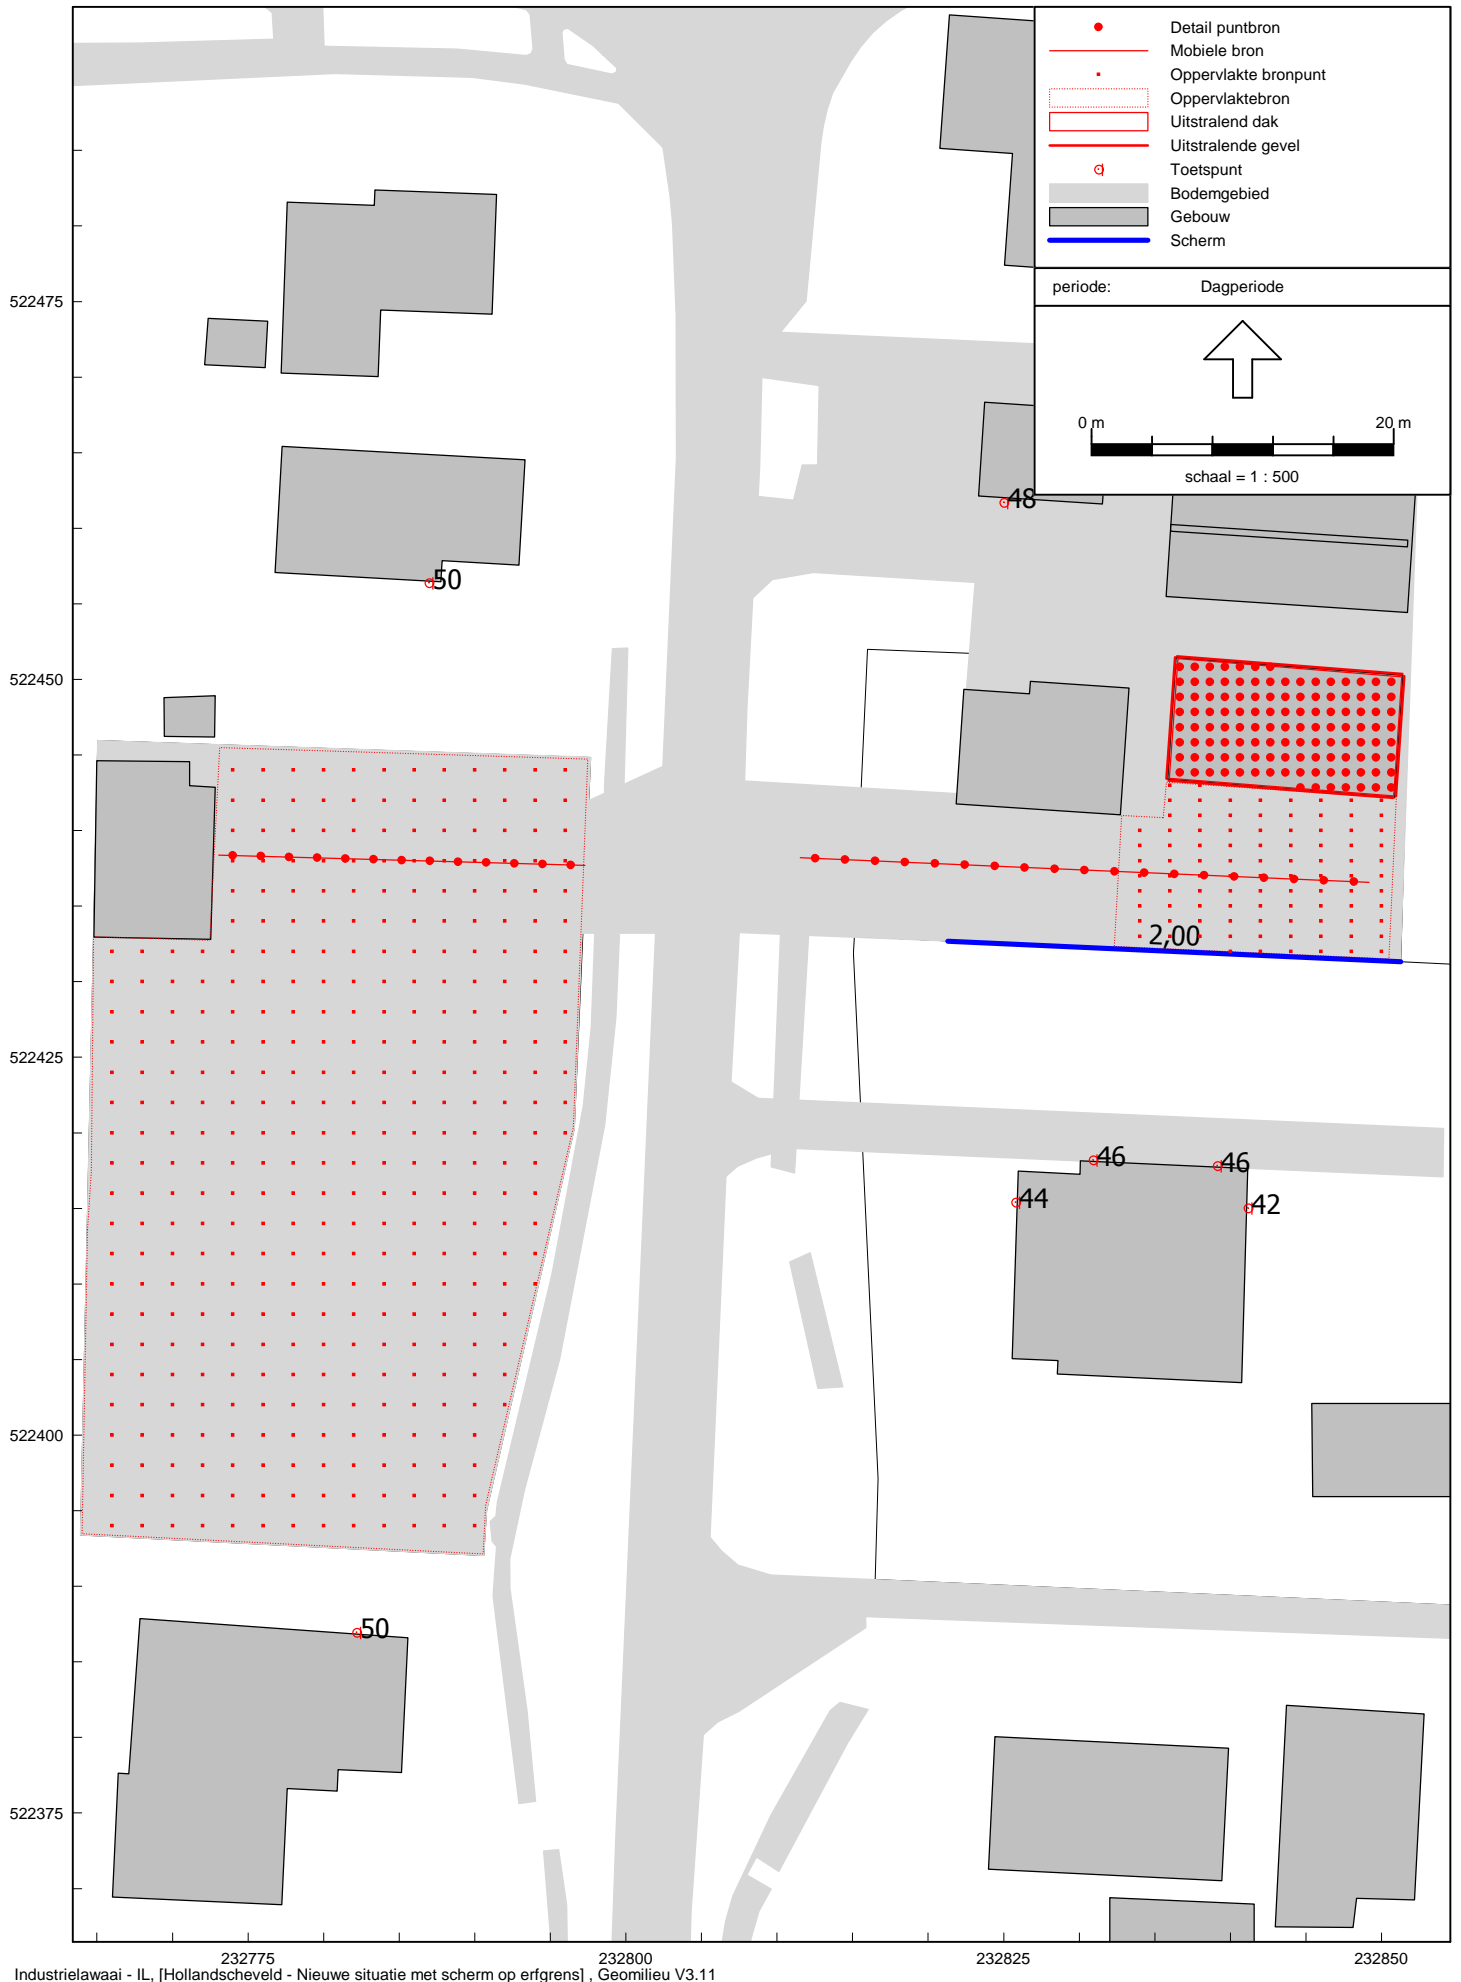 Detail puntbron
Mobiele bron
Oppervlakte bronpunt
Oppervlaktebron
Uitstralend dak
Uitstralende gevel
Toetspunt
Bodemgebied
Gebouw
Scherm
periode: Dagperiode
0 m 20 m
schaal = 1 : 500
522475
48
50
522450
2,00
522425
46 46
44 42
522400
50
522375
232775 232800 232825 232850
Industrielawaai - IL, [Hollandscheveld - Nieuwe situatie met scherm op erfgrens] , Geomilieu V3.11